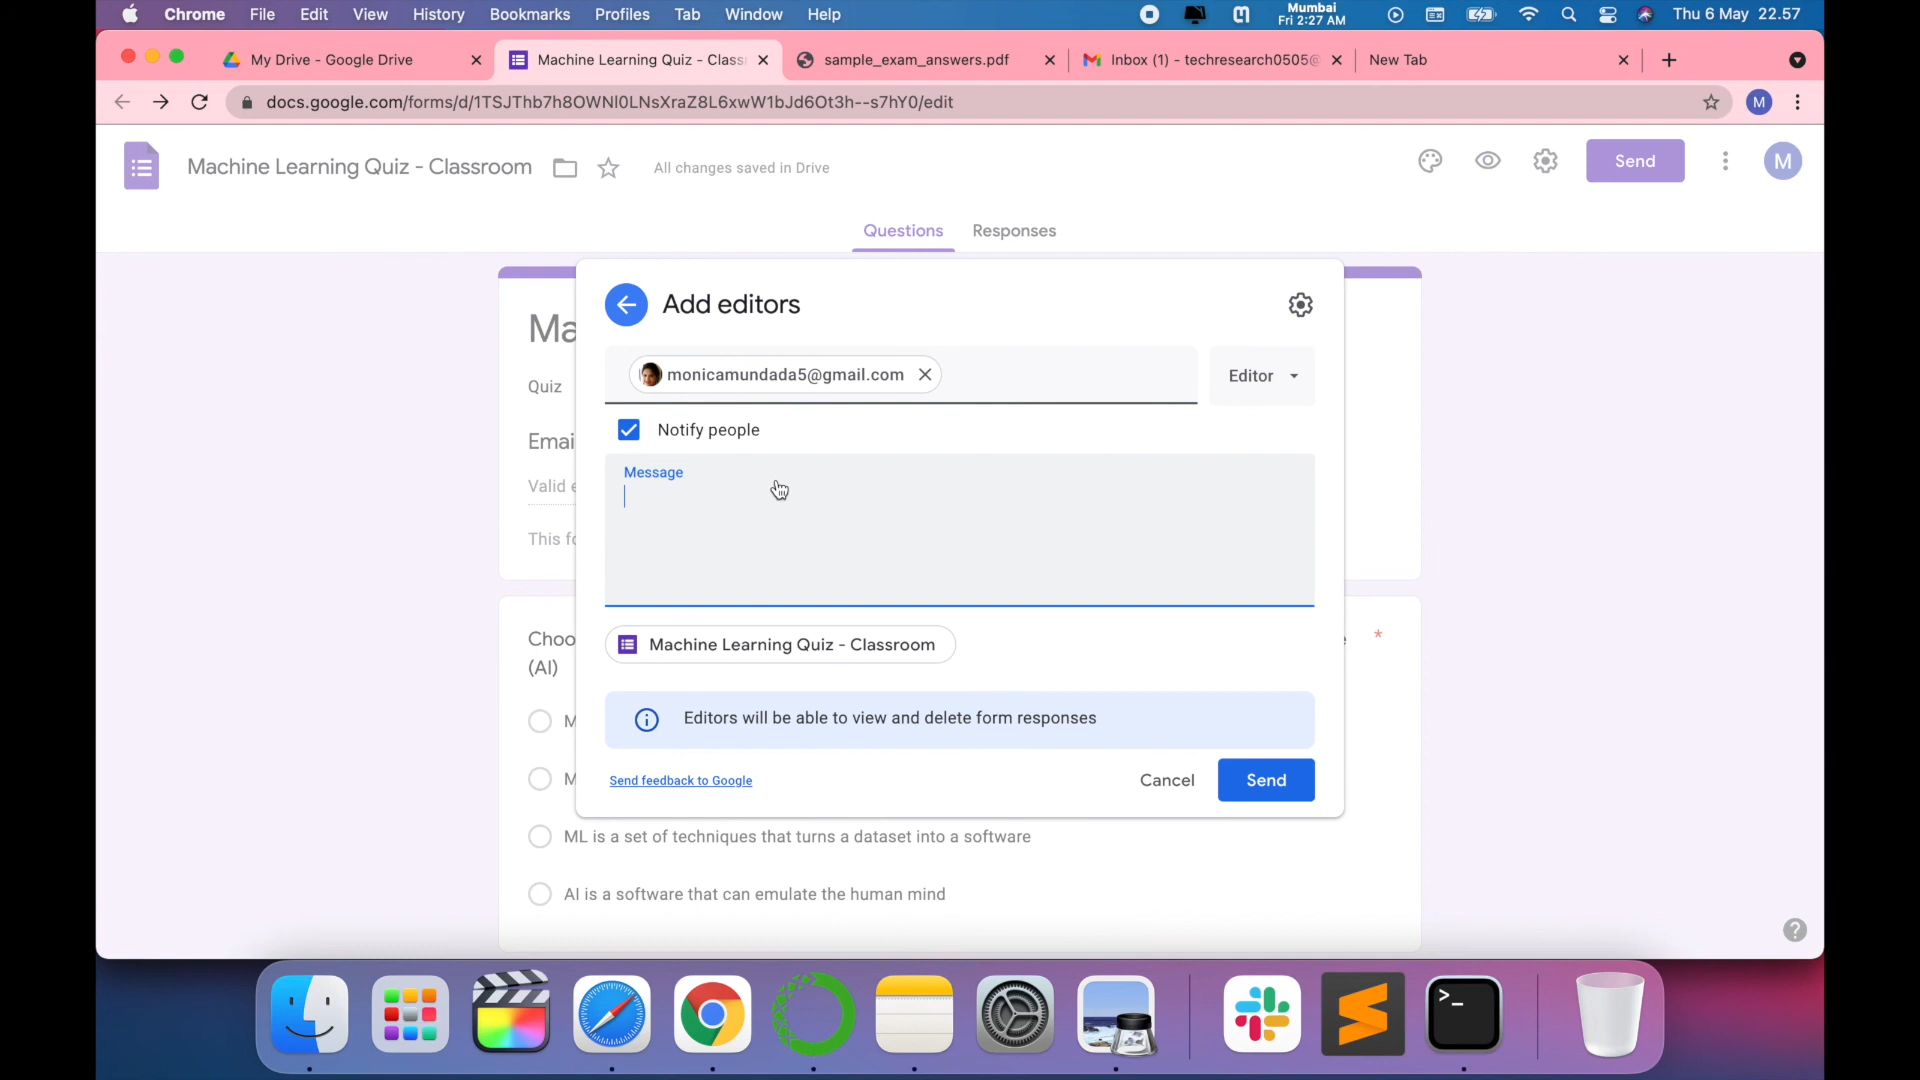 Chrome File Edit View History Bookmarks Profiles Tab Window Help
Mumbai
Fri 2:27 AM
Thu 6 May 22.57
My Drive - Google Drive
Machine Learning Quiz - Class
sample_exam_answers.pdf
Inbox (1) - techresearch0505@
New Tab
docs.google.com/forms/d/1TSJThb7h8OWNI0LNsXraZ8L6xwW1bJd6Ot3h--s7hY0/edit
M
Machine Learning Quiz - Classroom
All changes saved in Drive
Send
M
Questions Responses
Add editors
Ma
monicamundada5@gmail.com
Editor
Quiz
Notify people
Emai
Message
Valid e
This fo
Choo
*
(AI)
Machine Learning Quiz - Classroom
M
Editors will be able to view and delete form responses
M
Send feedback to Google
Cancel
Send
ML is a set of techniques that turns a dataset into a software
AI is a software that can emulate the human mind